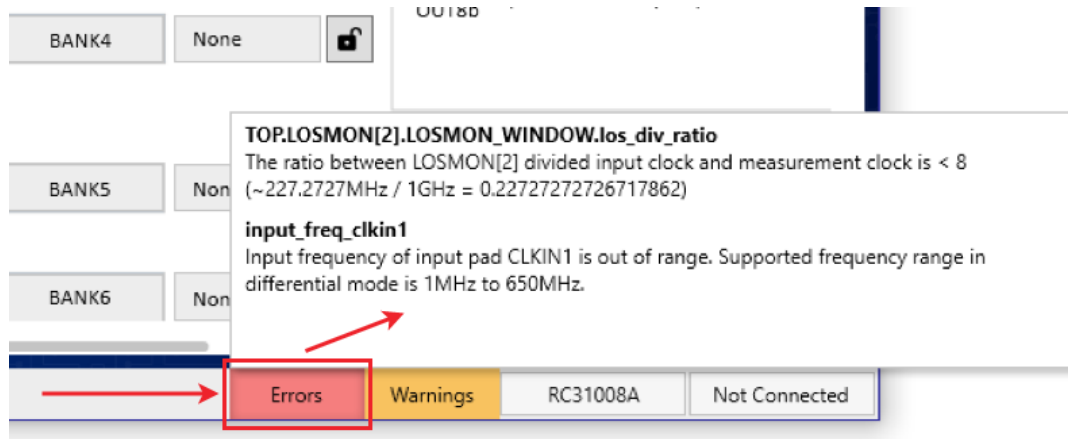 OUT8b
BANK4
None
TOP.LOSMON[2].LOSMON_WINDOW.los_div_ratio
The ratio between LOSMON[2] divided input clock and measurement clock is < 8
BANK5
Non
(~227.2727MHz / 1GHz = 0.22727272726717862)
input_freq_clkin1
Input frequency of input pad CLKIN1 is out of range. Supported frequency range in
differential mode is 1MHz to 650MHz.
BANK6
Non
Errors
Warnings
RC31008A
Not Connected